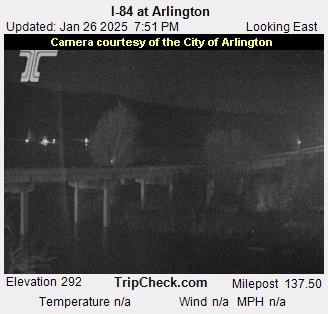 I-84 at Arlington
Updated: Jan 26 2025 7:51 PM Looking East
Camera courtesy of the City of Arlington
Elevation 292 TripCheck.com Milepost 137.50
Temperature n/a Wind n/a MPH n/a